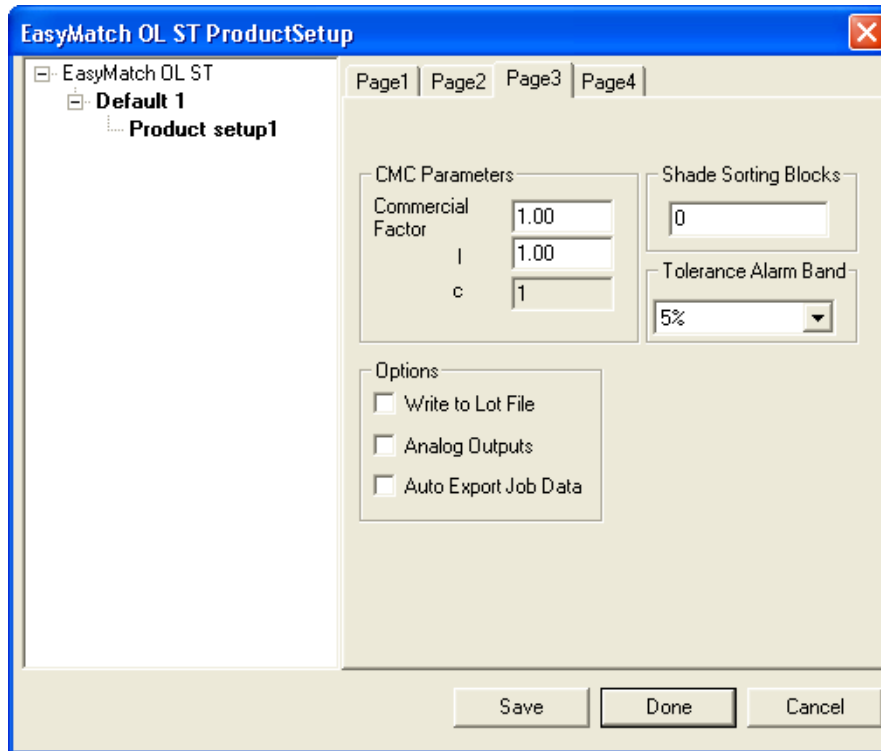 EasyMatch OL ST ProductSetup
EasyMatch OL ST
Default 1
Product setup1
Page1 Page2 Page3 Page4
CMC Parameters
Commercial
Factor
1.00
l
1.00
c
1
Shade Sorting Blocks
0
Tolerance Alarm Band
5%
Options
Write to Lot File
Analog Outputs
Auto Export Job Data
Save Done Cancel